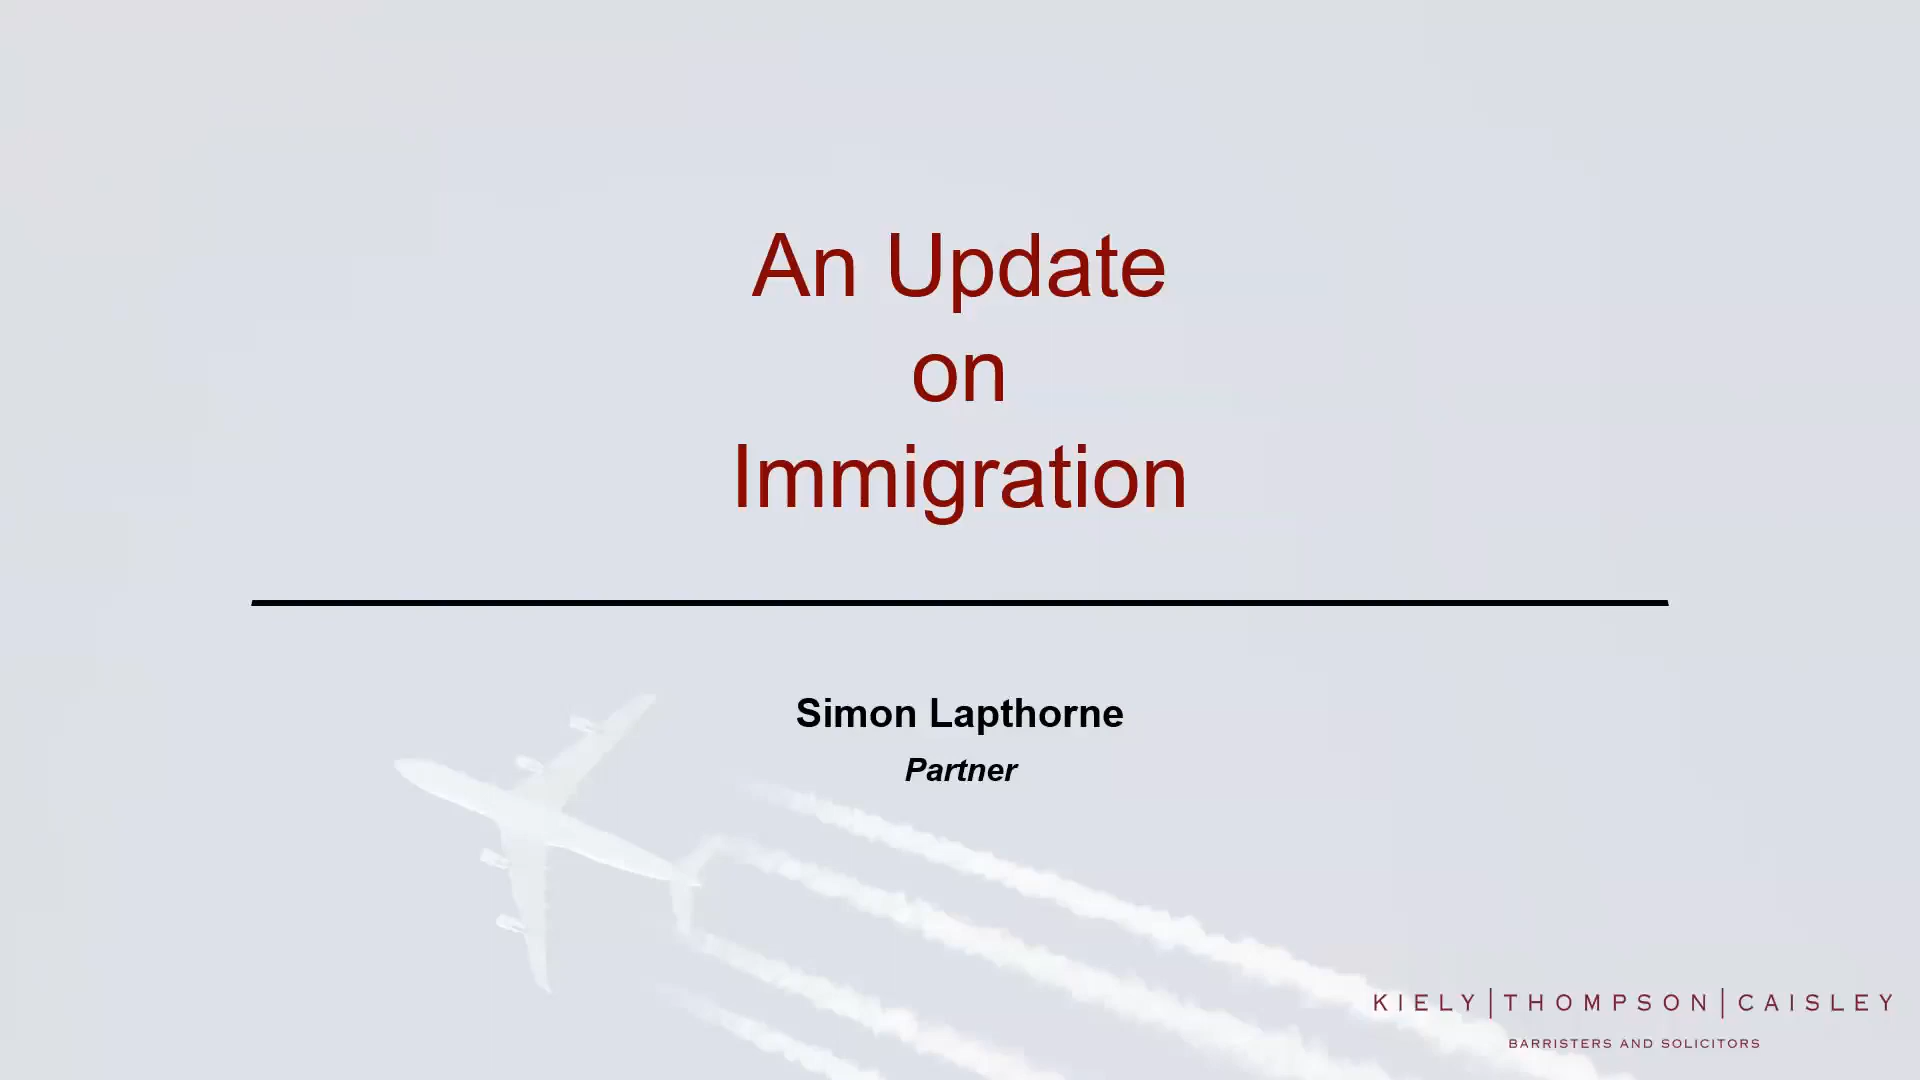 An Update
on
Immigration
Simon Lapthorne
Partner
KIELY|THOMPSON|CAISLEY
BARRISTERS AND SOLICITORS